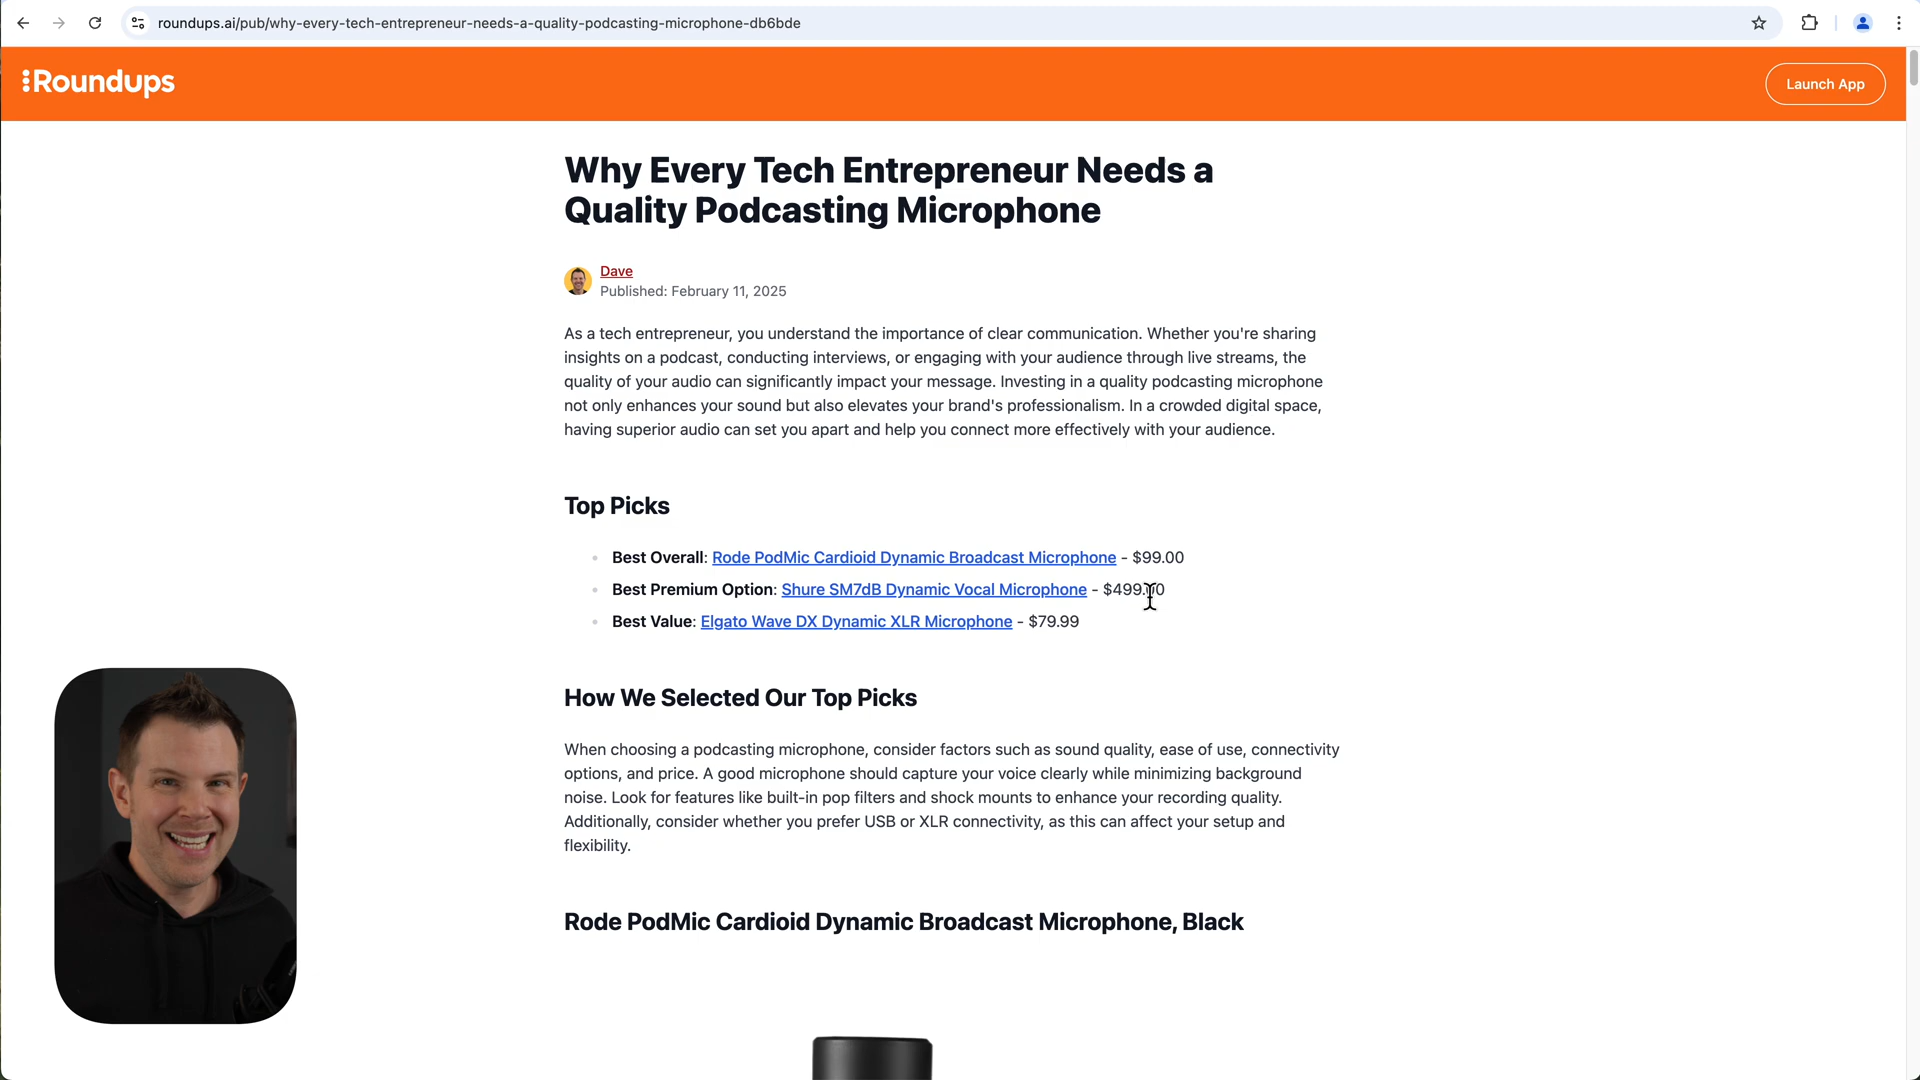 roundups.ai/pub/why-every-tech-entrepreneur-needs-a-quality-podcasting-microphone-db6bde
Roundups
Launch App
Why Every Tech Entrepreneur Needs a
Quality Podcasting Microphone
Dave
Published: February 11, 2025
As a tech entrepreneur, you understand the importance of clear communication. Whether you're sharing
insights on a podcast, conducting interviews, or engaging with your audience through live streams, the
quality of your audio can significantly impact your message. Investing in a quality podcasting microphone
not only enhances your sound but also elevates your brand's professionalism. In a crowded digital space,
having superior audio can set you apart and help you connect more effectively with your audience.
Top Picks
Best Overall: Rode PodMic Cardioid Dynamic Broadcast Microphone - $99.00
Best Premium Option: Shure SM7dB Dynamic Vocal Microphone - $499.00
Best Value: Elgato Wave DX Dynamic XLR Microphone - $79.99
How We Selected Our Top Picks
When choosing a podcasting microphone, consider factors such as sound quality, ease of use, connectivity
options, and price. A good microphone should capture your voice clearly while minimizing background
noise. Look for features like built-in pop filters and shock mounts to enhance your recording quality.
Additionally, consider whether you prefer USB or XLR connectivity, as this can affect your setup and
flexibility.
Rode PodMic Cardioid Dynamic Broadcast Microphone, Black